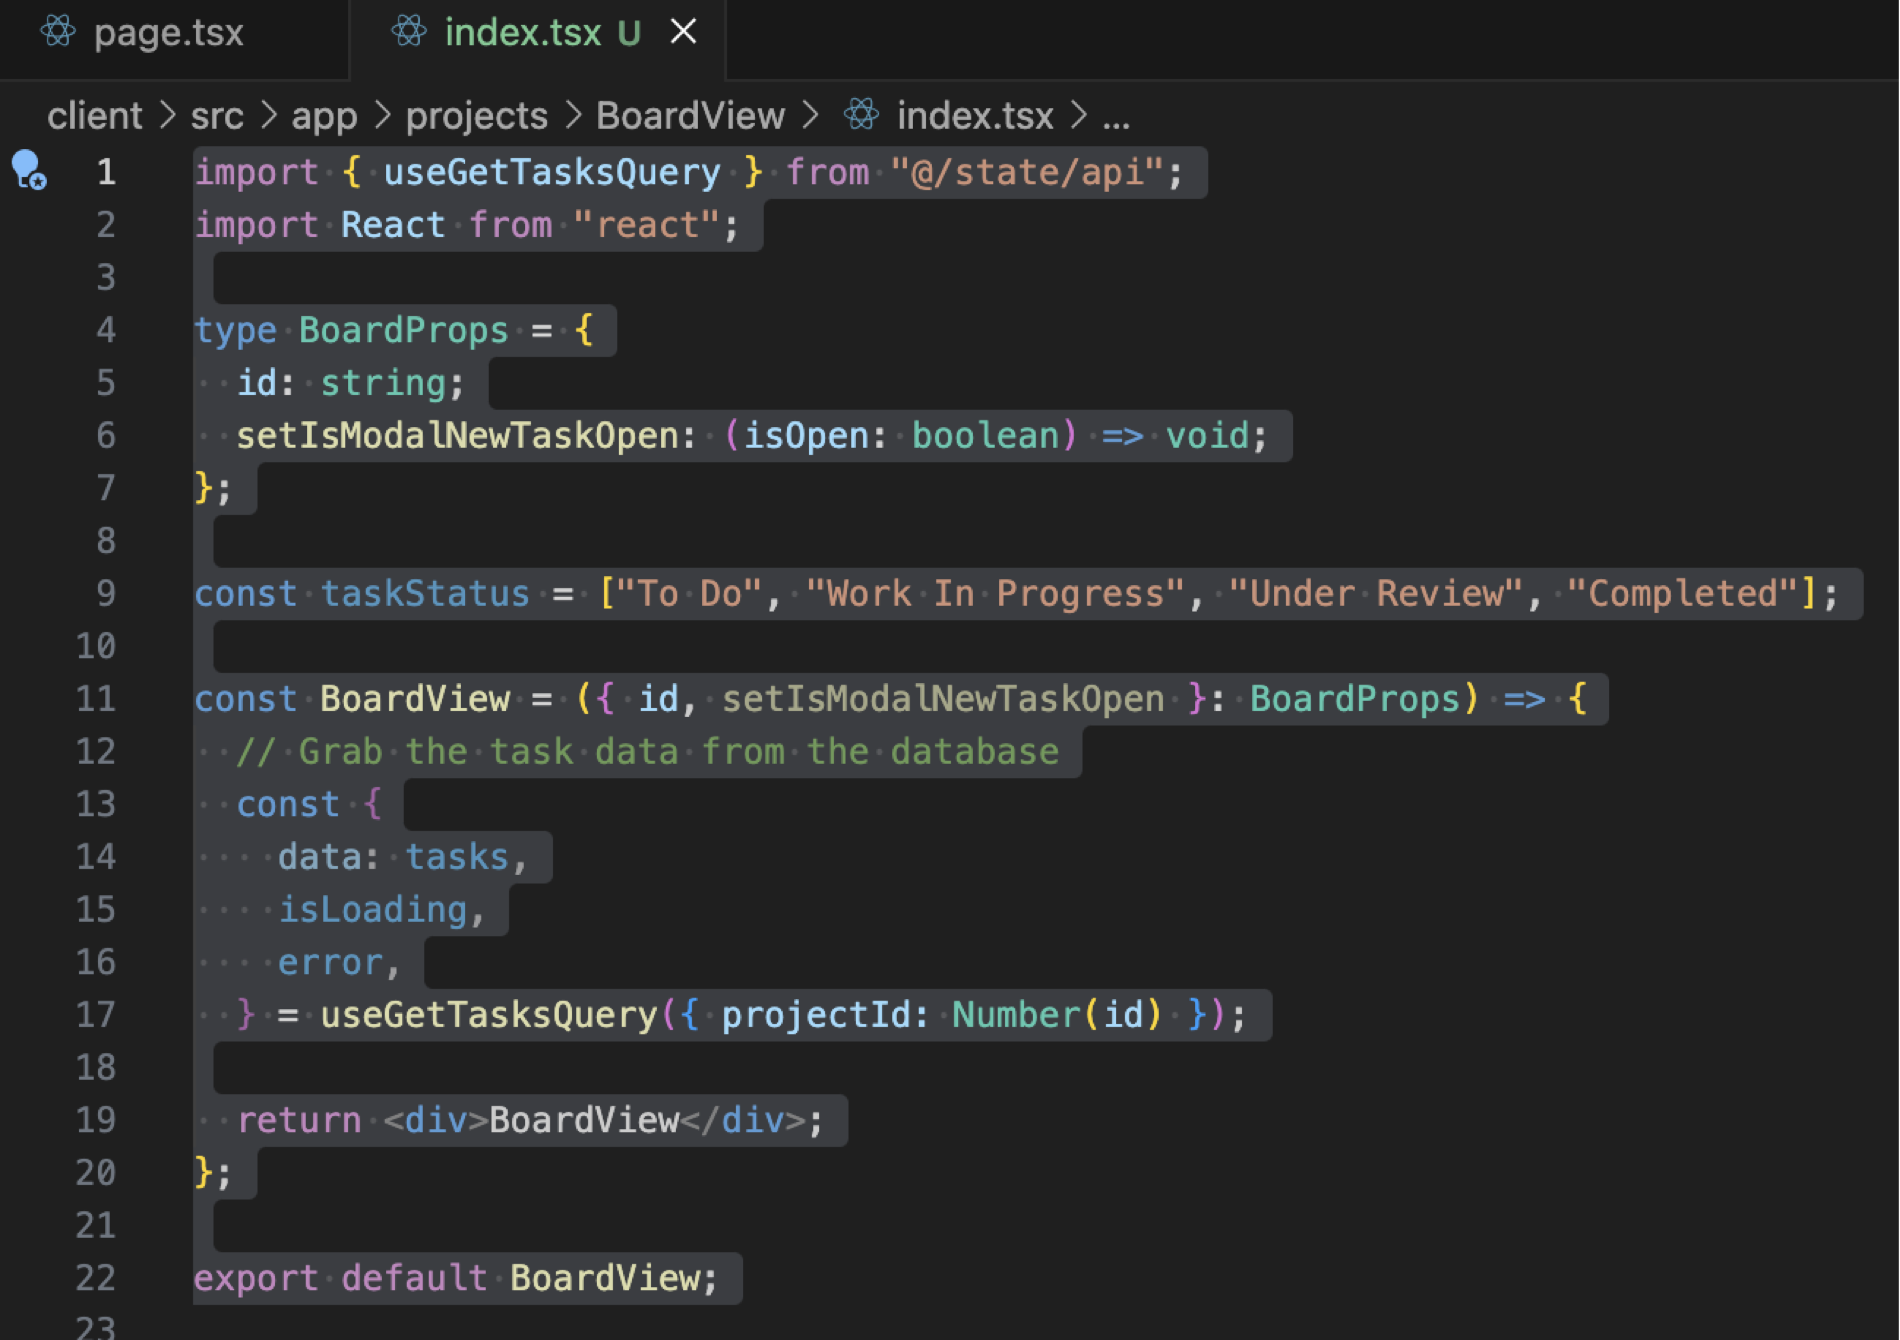 page.tsx
index.tsx U
client > src > app > projects > BoardView > index.tsx > ...
1 import { useGetTasksQuery } from "@/state/api";
2 import React from "react";
3
4 type BoardProps = {
5   id: string;
6   setIsModalNewTaskOpen: (isOpen: boolean) => void;
7 };
8
9 const taskStatus = ["To Do", "Work In Progress", "Under Review", "Completed"];
10
11 const BoardView = ({ id, setIsModalNewTaskOpen }: BoardProps) => {
12   // Grab the task data from the database
13   const {
14     data: tasks,
15     isLoading,
16     error,
17   } = useGetTasksQuery({ projectId: Number(id) });
18
19   return <div>BoardView</div>;
20 };
21
22 export default BoardView;
23